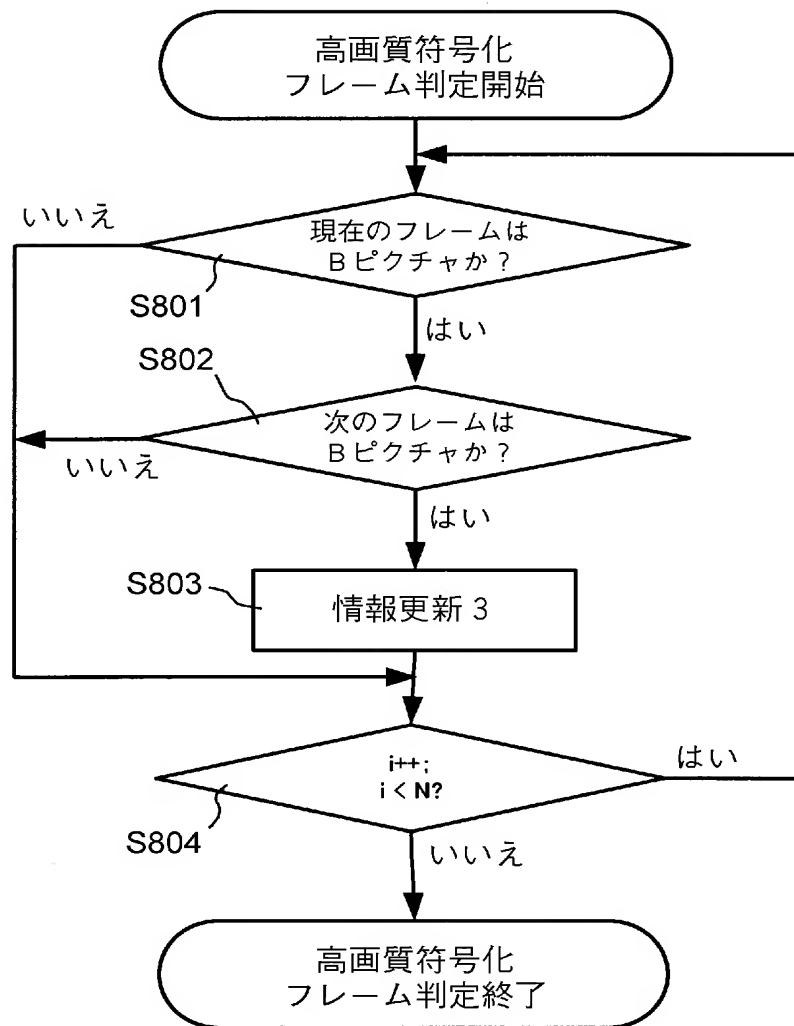 高画質符号化
フレーム判定開始
いいえ
現在のフレームは
Bピクチャか?
S801
はい
S802
次のフレームは
Bピクチャか?
いいえ
はい
S803
情報更新3
i++;
i < N?
はい
S804
いいえ
高画質符号化
フレーム判定終了